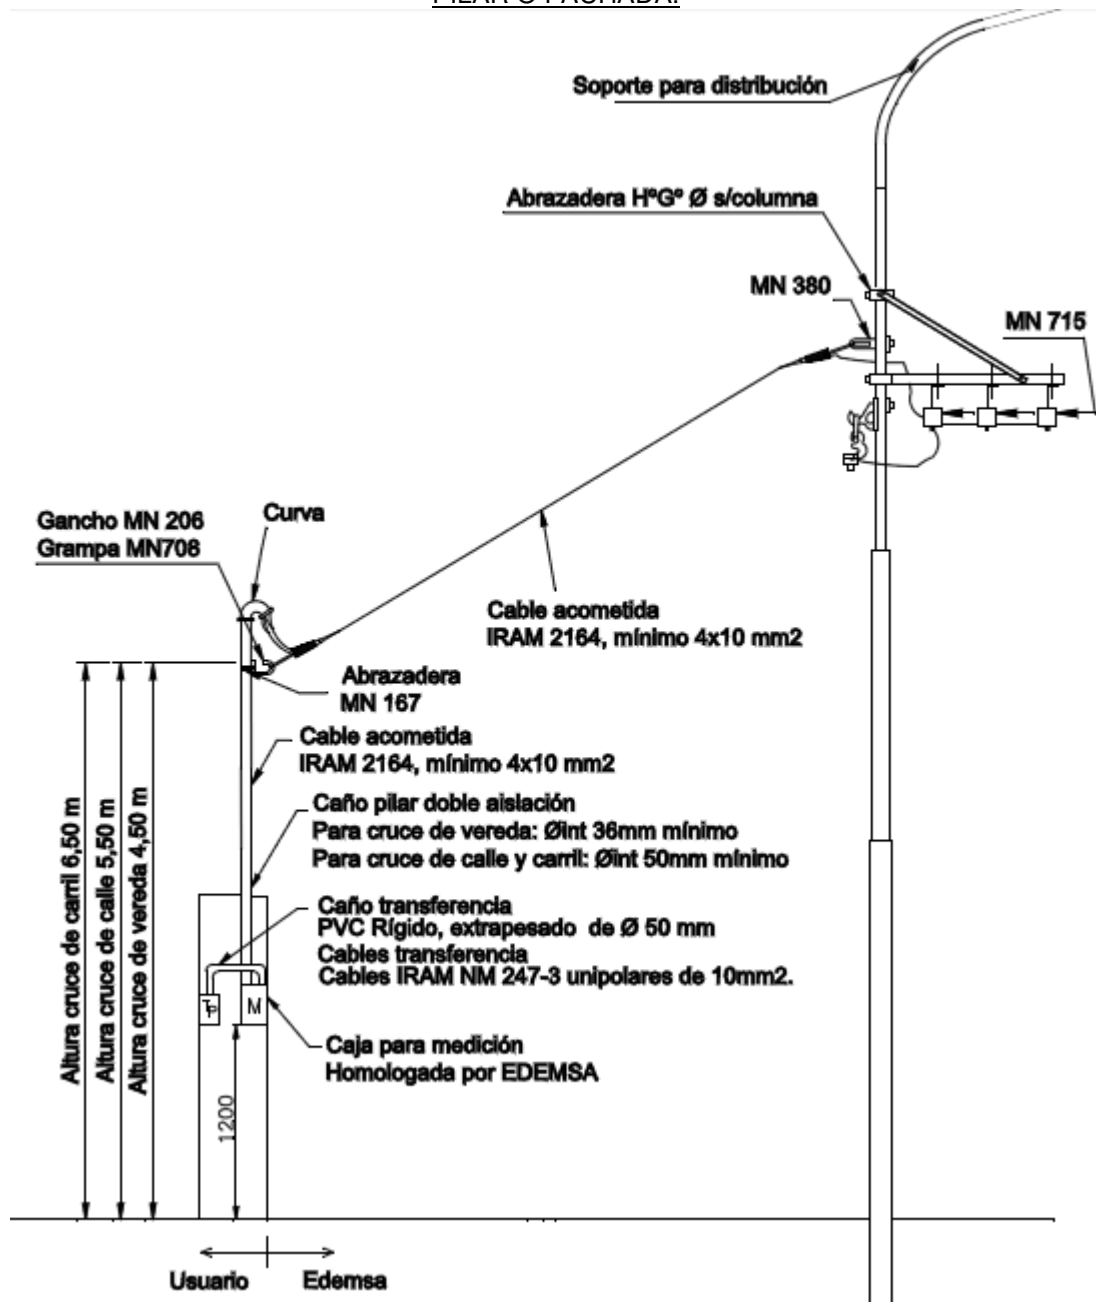 PILAR O FACHADA.
Soporte para distribución
Abrazadera HºGº Ø s/columna
MN 380
MN 715
Gancho MN 206
Grampa MN708
Curva
Cable acometida
IRAM 2164, mínimo 4x10 mm2
Abrazadera
MN 167
Cable acometida
IRAM 2164, mínimo 4x10 mm2
Caño pilar doble aislación
Para cruce de vereda: Øint 36mm mínimo
Para cruce de calle y carril: Øint 50mm mínimo
Caño transferencia
PVC Rígido, extrapesado de Ø 50 mm
Cables transferencia
Cables IRAM NM 247-3 unipolares de 10mm2.
Altura cruce de carril 6,50 m
Altura cruce de calle 5,50 m
Altura cruce de vereda 4,50 m
TP
M
Caja para medición
Homologada por EDEMSA
1200
Usuario
Edemsa